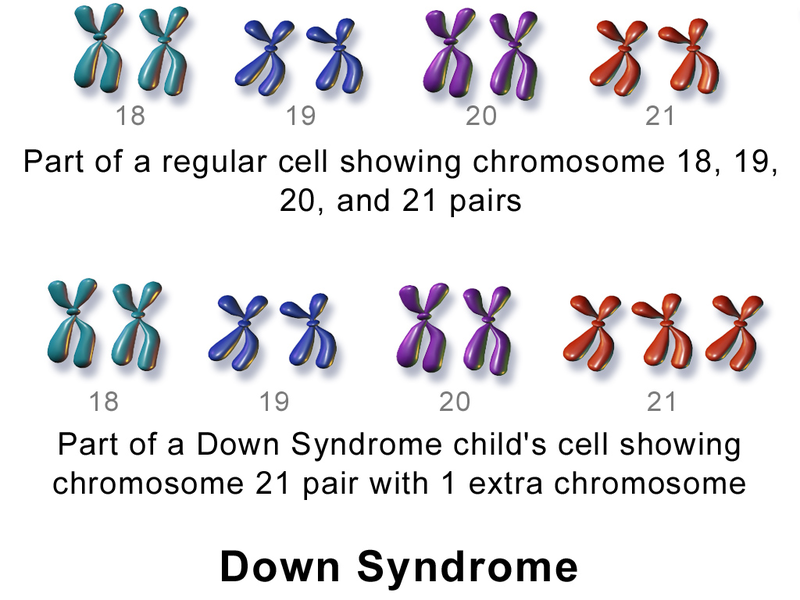 18 19 20 21
Part of a regular cell showing chromosome 18, 19,
20, and 21 pairs
18 19 20 21
Part of a Down Syndrome child's cell showing
chromosome 21 pair with 1 extra chromosome
Down Syndrome